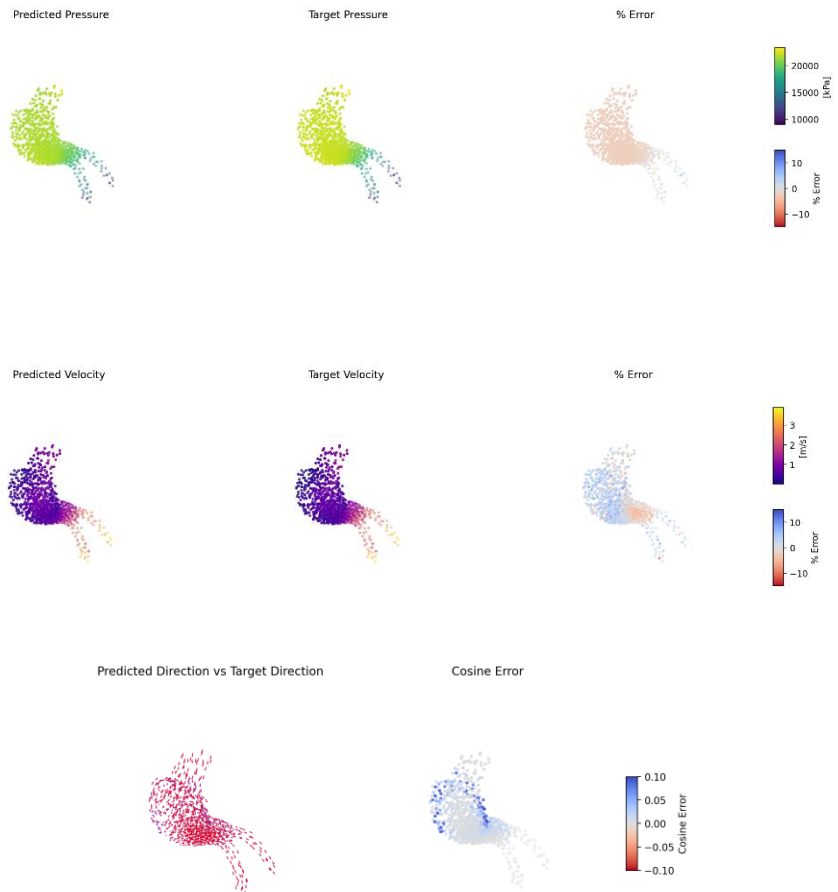 Predicted Pressure
Target Pressure
% Error
20000
15000
10000
[kPa]
10
0
−10
% Error
Predicted Velocity
Target Velocity
% Error
3
2
1
[m/s]
10
0
−10
% Error
Predicted Direction vs Target Direction
Cosine Error
0.10
0.05
0.00
−0.05
−0.10
Cosine Error